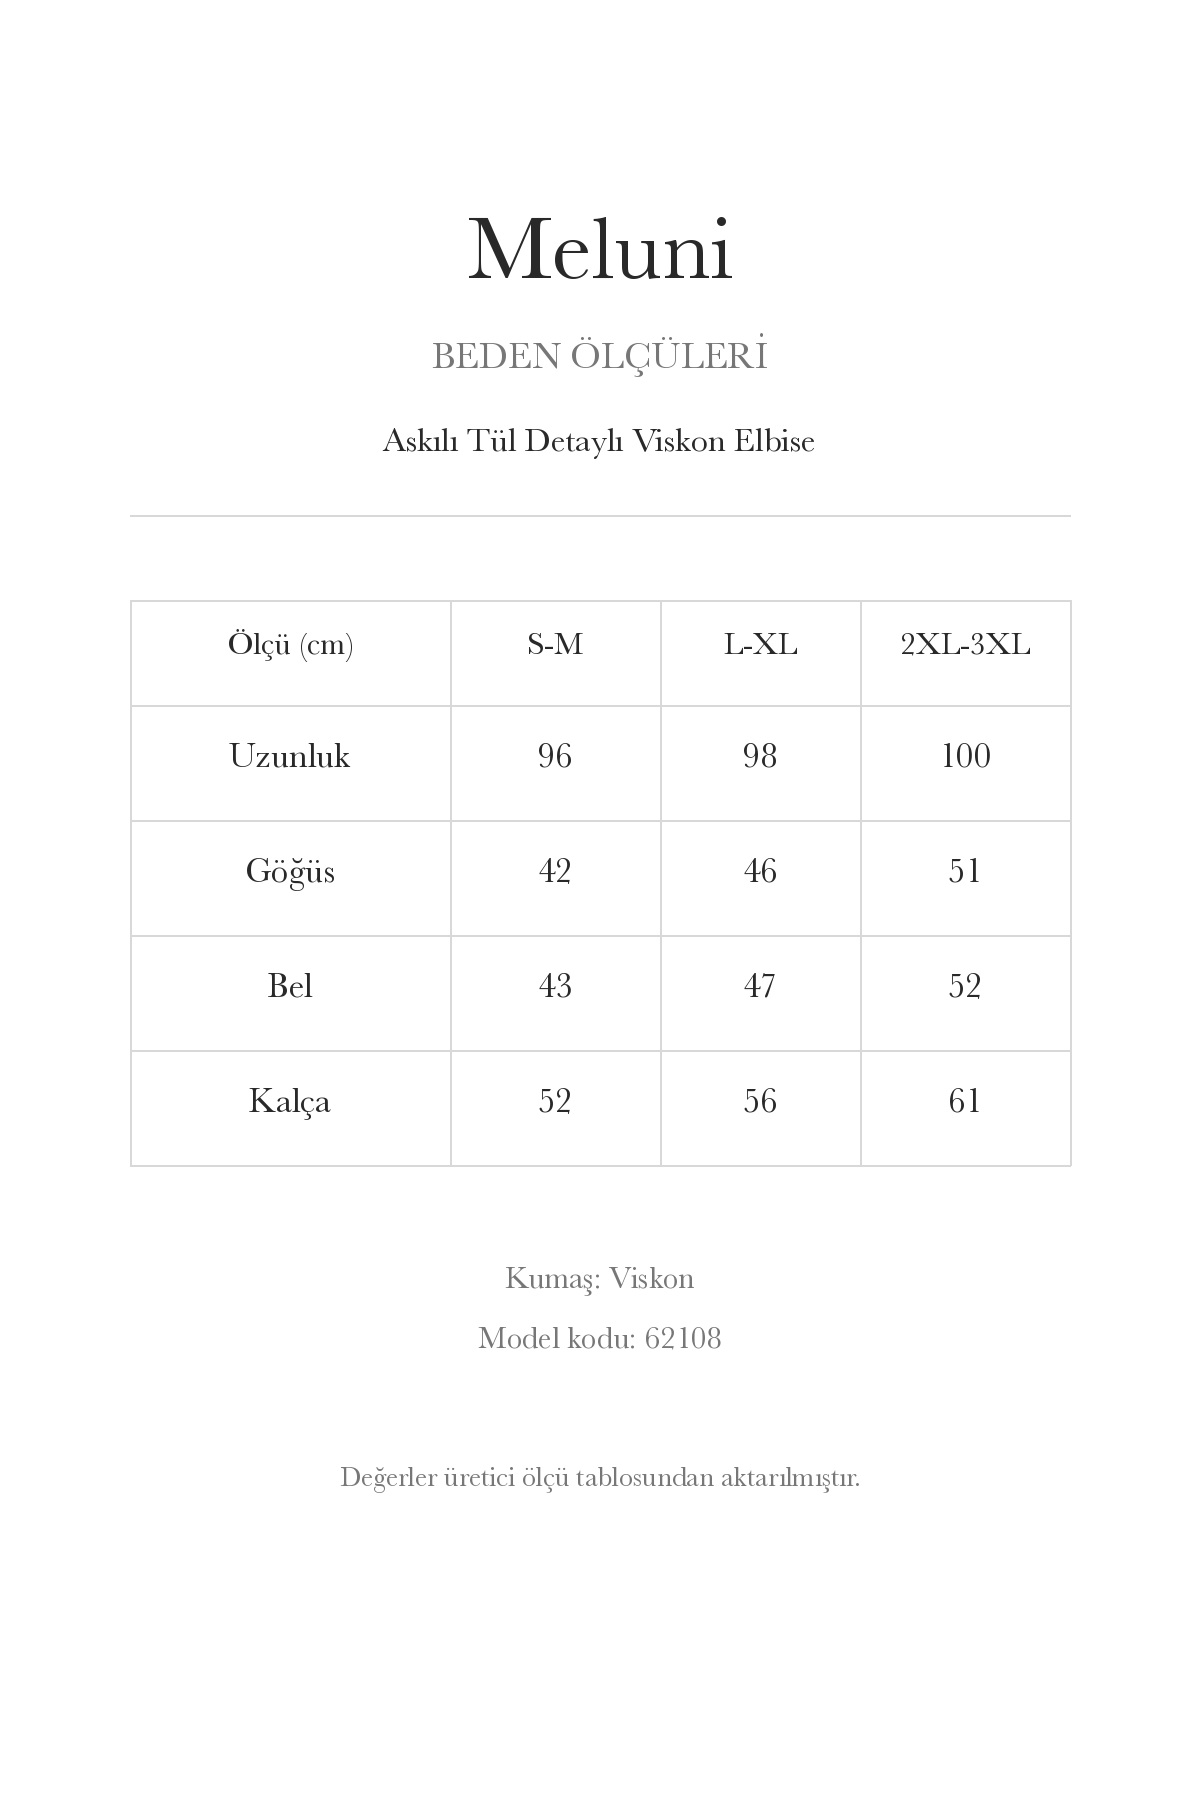 Meluni
BEDEN ÖLÇÜLERİ
Askılı Tül Detaylı Viskon Elbise
Ölçü (cm) S-M L-XL 2XL-3XL
Uzunluk 96 98 100
Göğüs 42 46 51
Bel 43 47 52
Kalça 52 56 61
Kumaş: Viskon
Model kodu: 62108
Değerler üretici ölçü tablosundan aktarılmıştır.